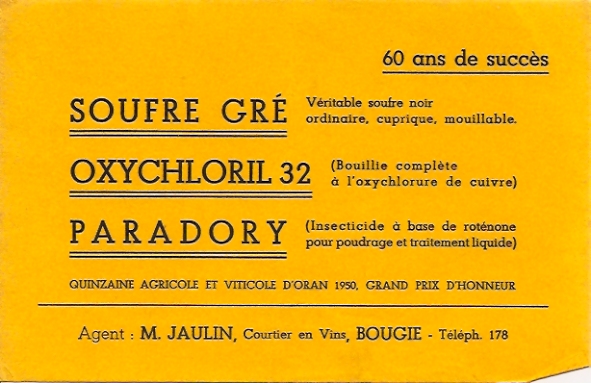 60 ans de succès
SOUFRE GRÉ
Véritable soufre noir
ordinaire, cuprique, mouillable.
OXYCHLORIL 32
(Bouillie complète
à l'oxychlorure de cuivre)
PARADORY
(Insecticide à base de roténone
pour poudrage et traitement liquide)
QUINZAINE AGRICOLE ET VITICOLE D'ORAN 1950, GRAND PRIX D'HONNEUR
Agent : M. JAULIN, Courtier en Vins, BOUGIE - Téléph. 178